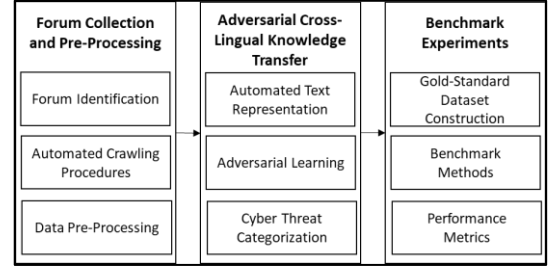 Forum Collection
and Pre-Processing
Forum Identification
Automated Crawling
Procedures
Data Pre-Processing
Adversarial Cross-
Lingual Knowledge
Transfer
Automated Text
Representation
Adversarial Learning
Cyber Threat
Categorization
Benchmark
Experiments
Gold-Standard
Dataset
Construction
Benchmark
Methods
Performance
Metrics